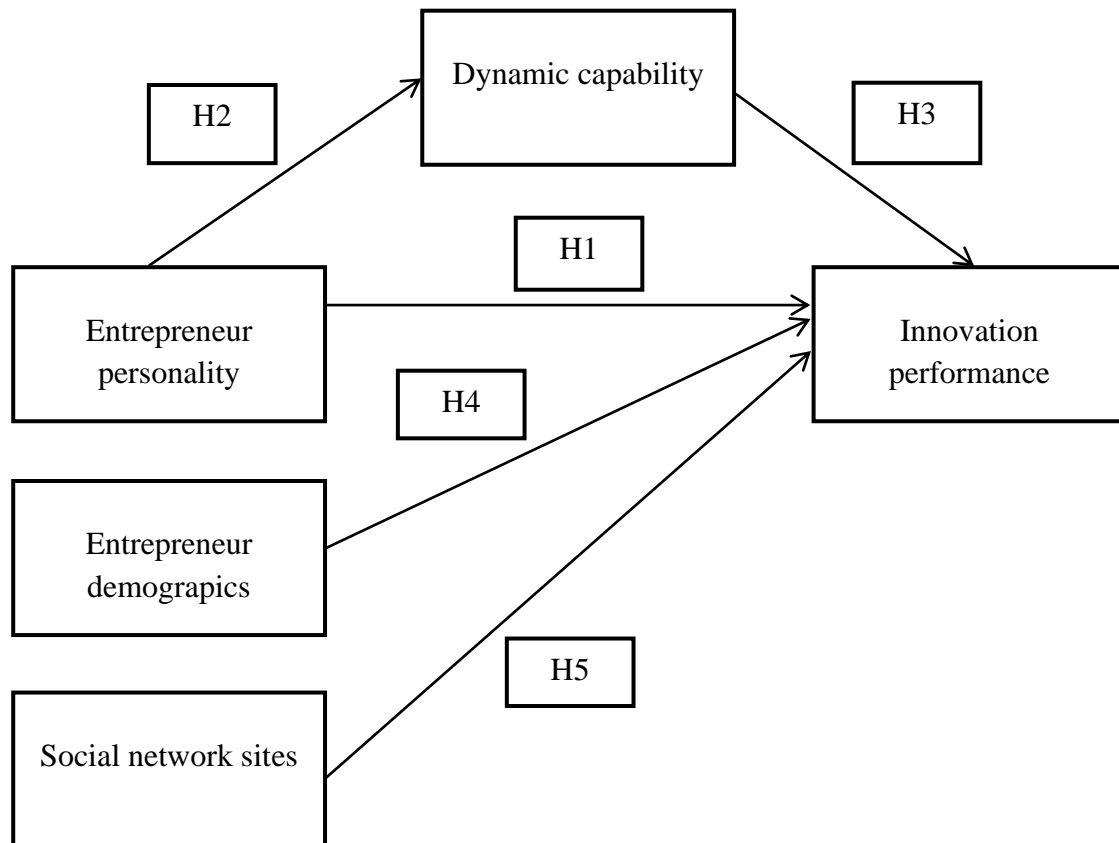 Dynamic capability
H2
H3
H1
Entrepreneur
personality
Innovation
performance
H4
Entrepreneur
demograpics
H5
Social network sites